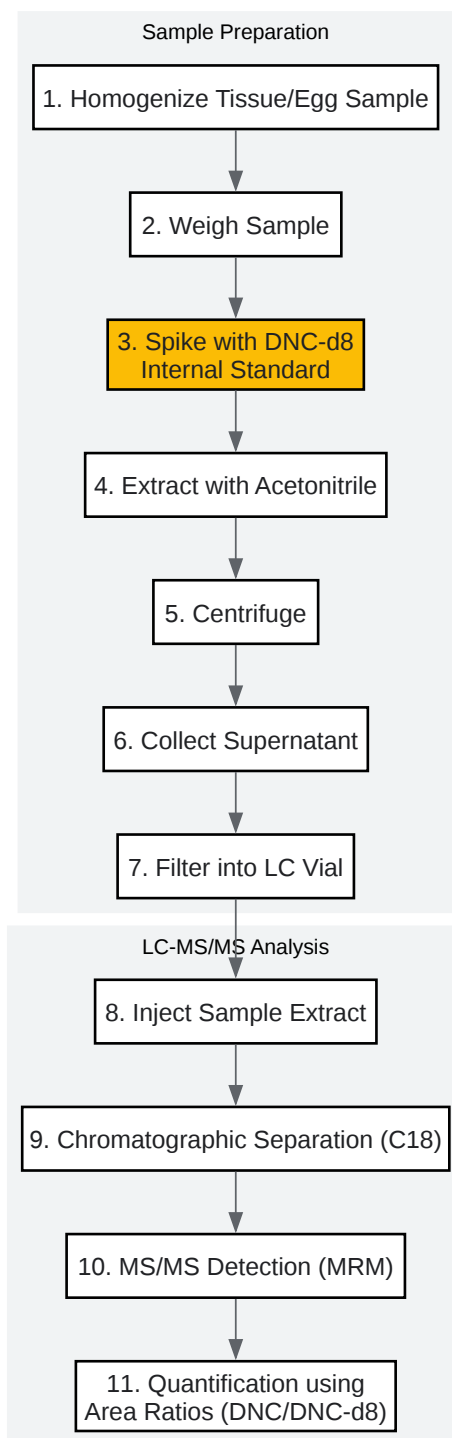 Sample Preparation
1. Homogenize Tissue/Egg Sample
2. Weigh Sample
3. Spike with DNC-d8
Internal Standard
4. Extract with Acetonitrile
5. Centrifuge
6. Collect Supernatant
7. Filter into LC Vial
LC-MS/MS Analysis
8. Inject Sample Extract
9. Chromatographic Separation (C18)
10. MS/MS Detection (MRM)
11. Quantification using
Area Ratios (DNC/DNC-d8)